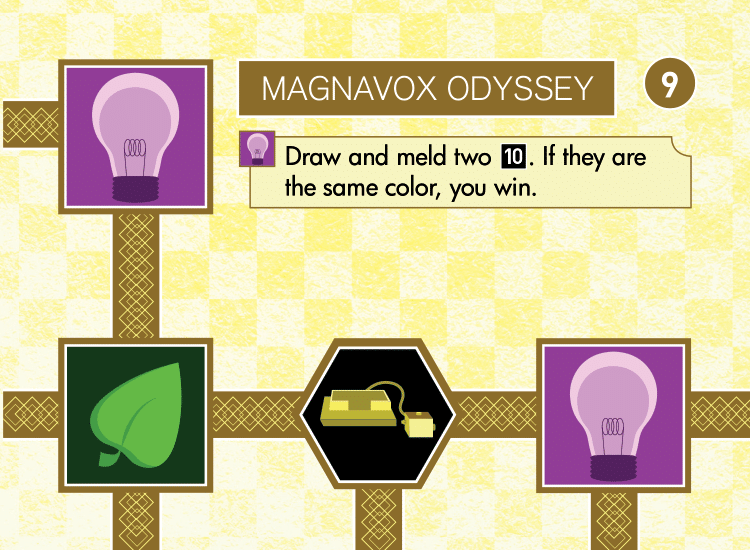 MAGNAVOX ODYSSEY
9
Draw and meld two 10. If they are
the same color, you win.